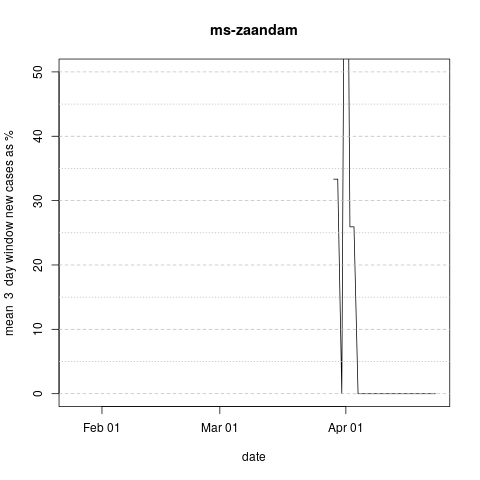 ms-zaandam
mean  3  day window new cases as %
50
40
30
20
10
0
Feb 01
Mar 01
Apr 01
date